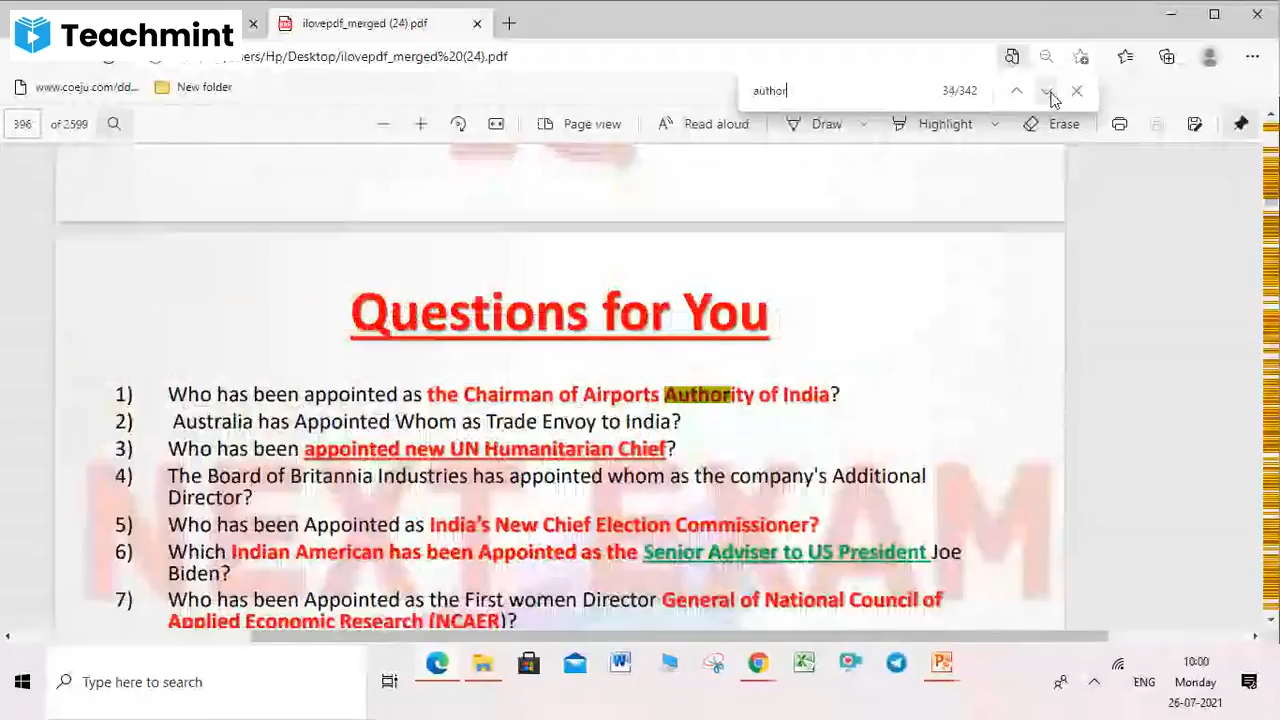 Teachmint
ilovepdf_merged (24).pdf
ers/Hp/Desktop/ilovepdf_merged%20(24).pdf
www.coeju.com/dd...
New folder
author
34/342
396
of 2599
Page view
Read aloud
Draw
Highlight
Erase
Questions for You
1) Who has been appointed as the Chairman of Airports Authority of India?
2) Australia has Appointed Whom as Trade Envoy to India?
3) Who has been appointed new UN Humanitarian Chief?
4) The Board of Britannia Industries has appointed whom as the company's Additional
Director?
5) Who has been Appointed as India's New Chief Election Commissioner?
6) Which Indian American has been Appointed as the Senior Adviser to US President Joe
Biden?
7) Who has been Appointed as the First women Director General of National Council of
Applied Economic Research (NCAER)?
NEXT EXAM
Type here to search
ENG
10:00
Monday
26-07-2021